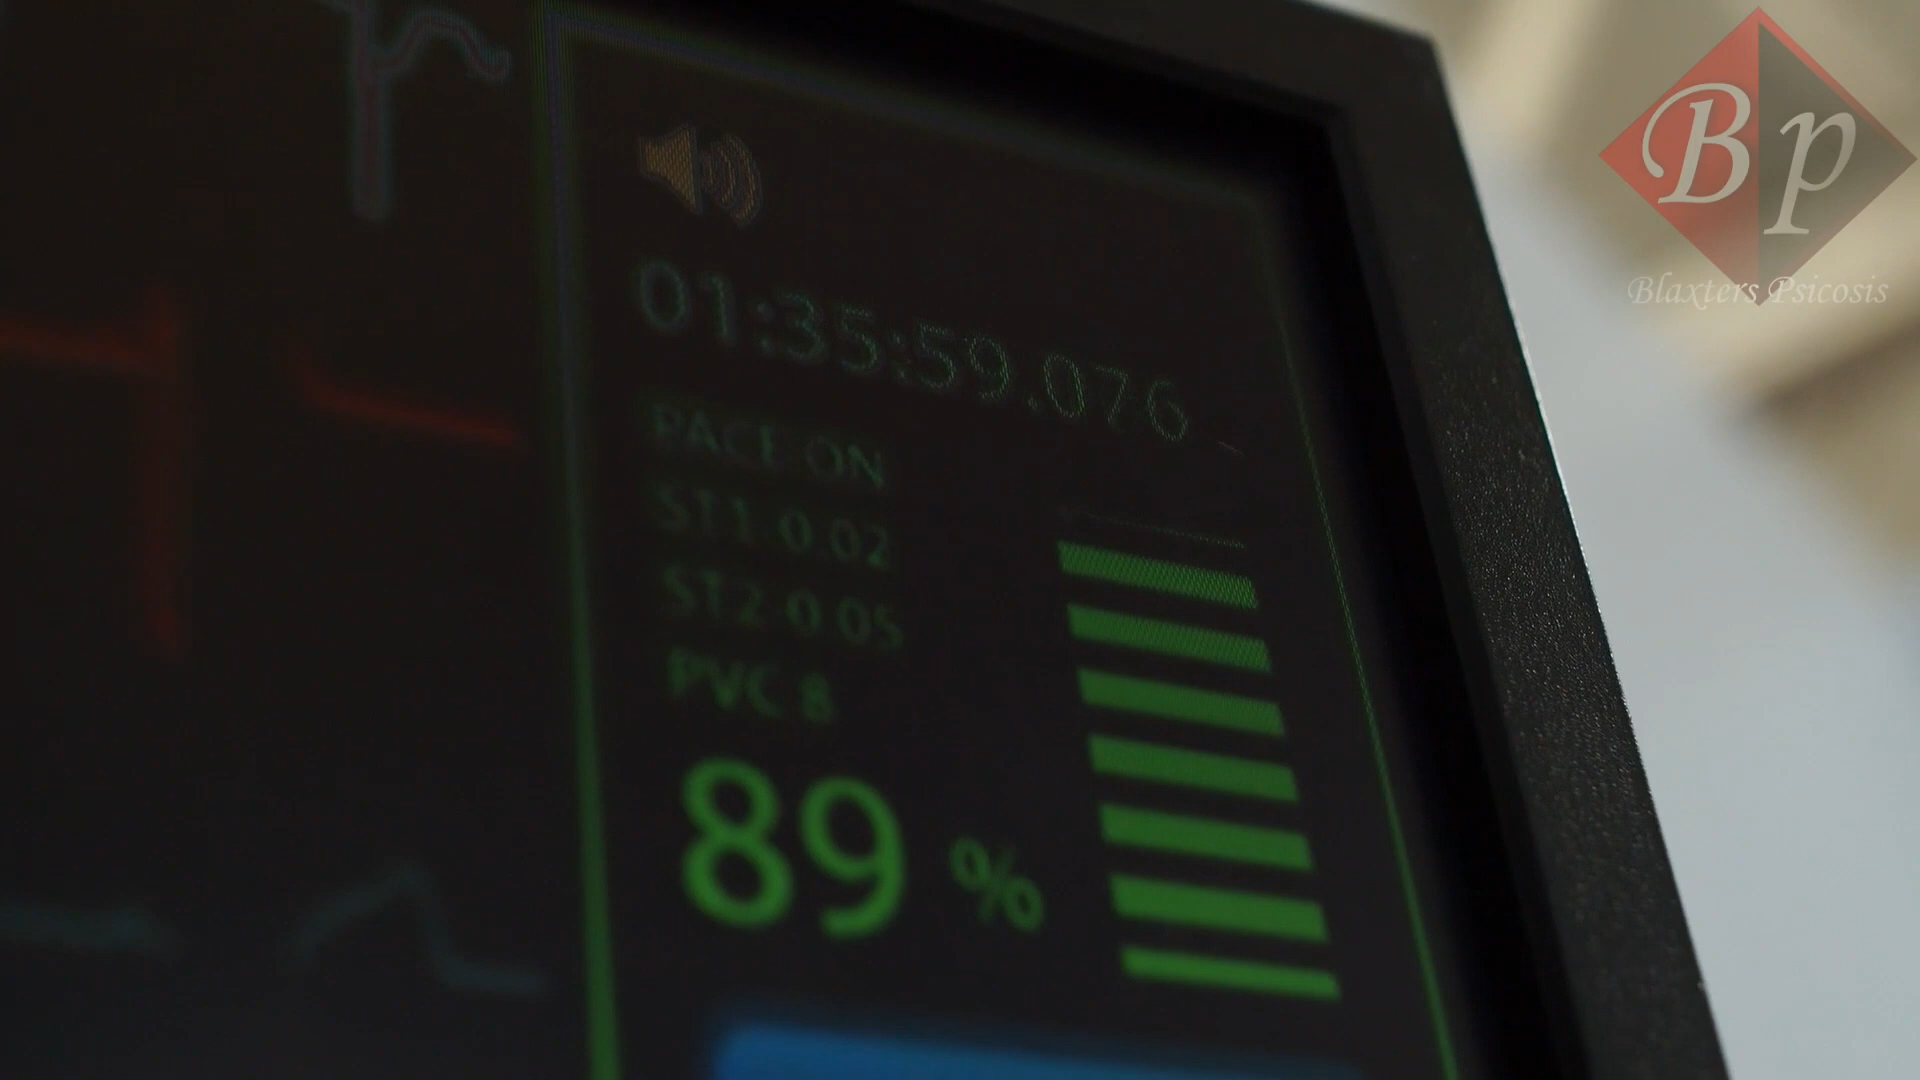 Bp
Blaxters Psicosis
01:35:59.076
PACE ON
ST1 0.02
ST2 0.05
PVC 8
89 %